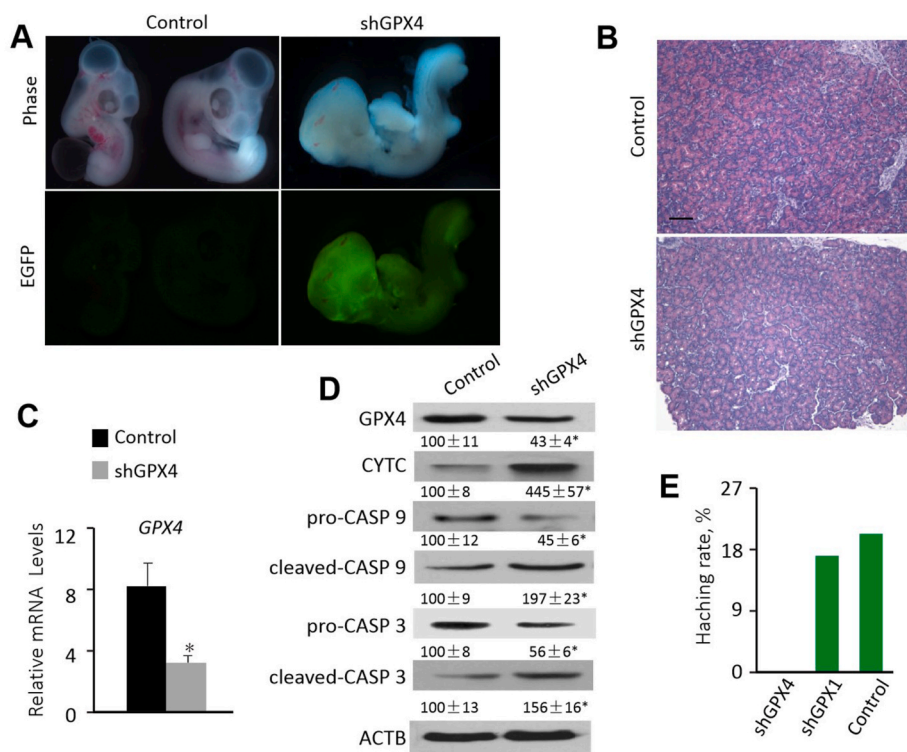 A
Control
shGPX4
Phase
EGFP
B
Control
shGPX4
C
Control
shGPX4
GPX4
Relative mRNA Levels
12
8
4
0
*
D
Control
shGPX4
GPX4
100±11
43±4*
CYTC
100±8
445±57*
pro-CASP 9
100±12
45±6*
cleaved-CASP 9
100±9
197±23*
pro-CASP 3
100±8
56±6*
cleaved-CASP 3
100±13
156±16*
ACTB
E
Haching rate, %
27
18
9
0
shGPX4
shGPX1
Control